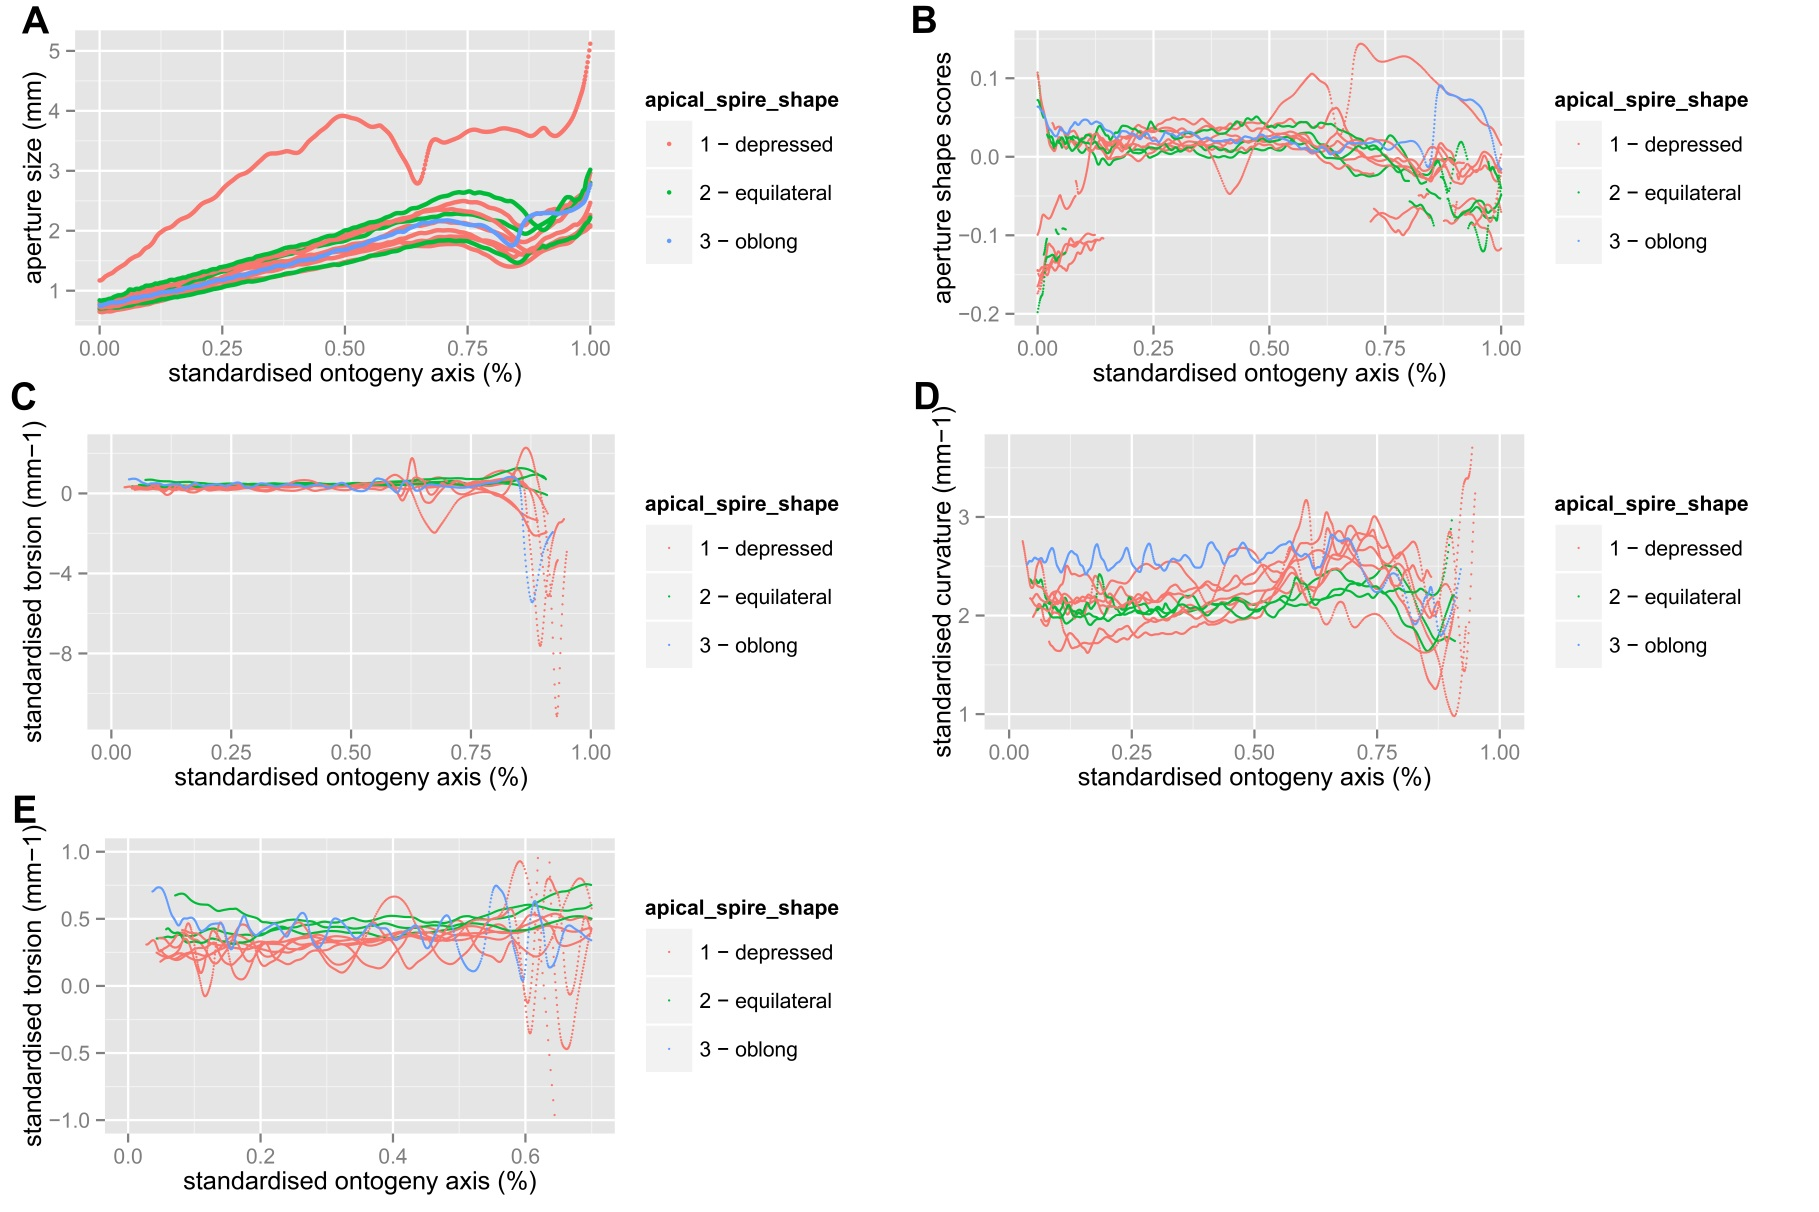 A
aperture size (mm)
5
4
3
2
1
0.00 0.25 0.50 0.75 1.00
standardised ontogeny axis (%)
apical_spire_shape
1 − depressed
2 − equilateral
3 − oblong
B
aperture shape scores
0.1
0.0
−0.1
−0.2
0.00 0.25 0.50 0.75 1.00
standardised ontogeny axis (%)
apical_spire_shape
1 − depressed
2 − equilateral
3 − oblong
C
standardised torsion (mm−1)
0
−4
−8
0.00 0.25 0.50 0.75 1.00
standardised ontogeny axis (%)
apical_spire_shape
1 − depressed
2 − equilateral
3 − oblong
D
standardised curvature (mm−1)
3
2
1
0.00 0.25 0.50 0.75 1.00
standardised ontogeny axis (%)
apical_spire_shape
1 − depressed
2 − equilateral
3 − oblong
E
standardised torsion (mm−1)
1.0
0.5
0.0
−0.5
−1.0
0.0 0.2 0.4 0.6
standardised ontogeny axis (%)
apical_spire_shape
1 − depressed
2 − equilateral
3 − oblong